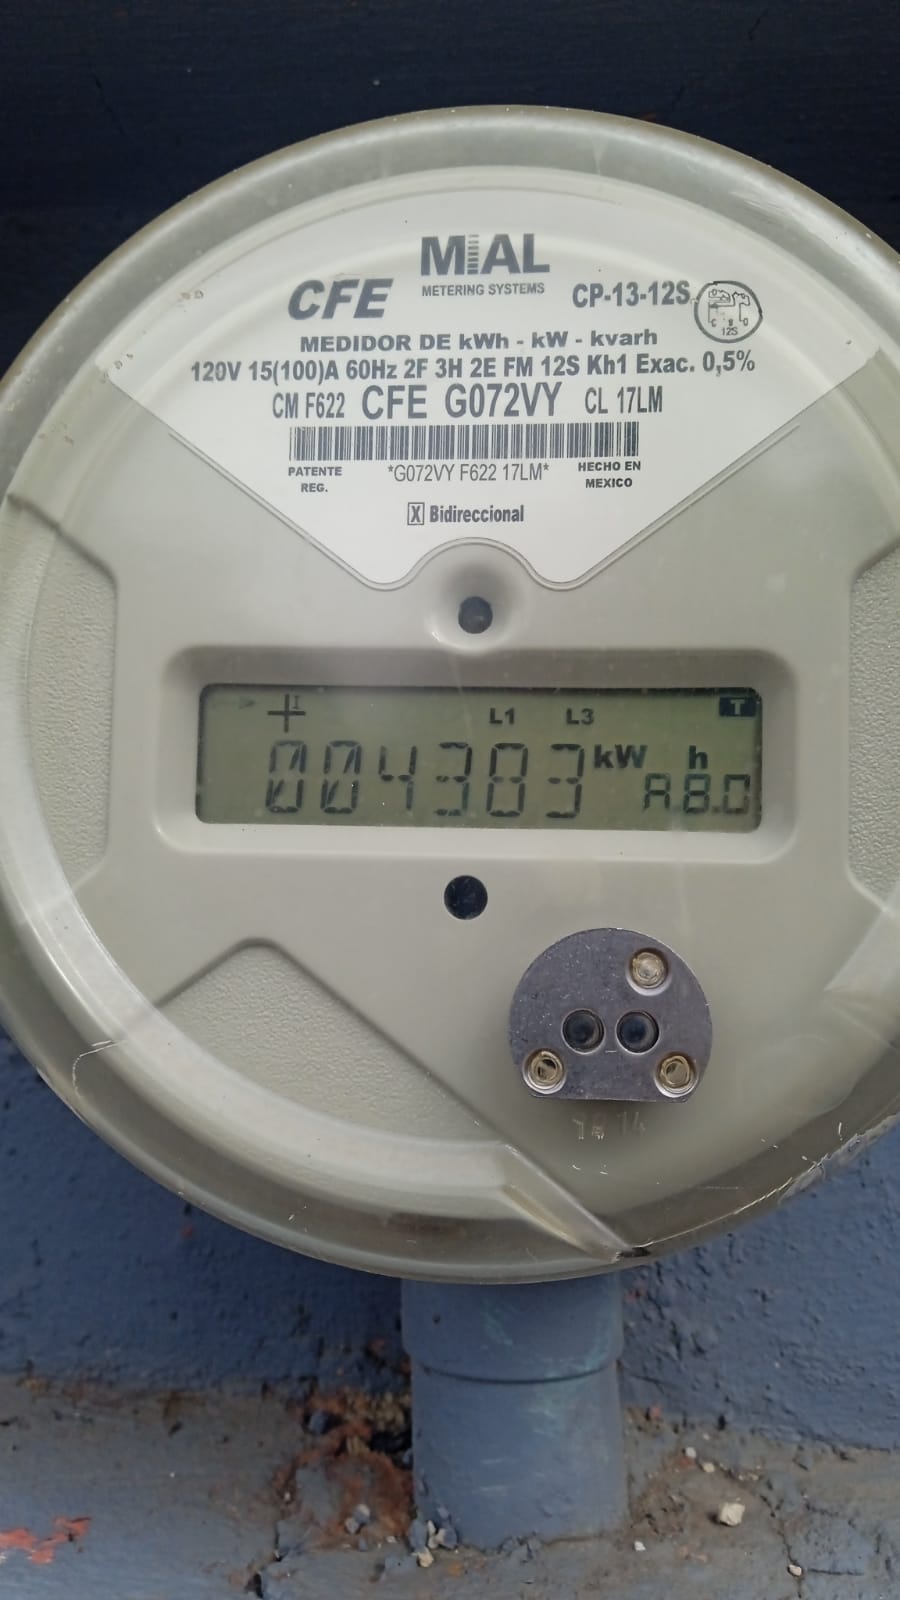 MIAL
METERING SYSTEMS
CFE
CP-13-12S
12S
MEDIDOR DE kWh - kW - kvarh
120V 15(100)A 60Hz 2F 3H 2E FM 12S Kh1 Exac. 0,5%
CM F622 CFE G072VY CL 17LM
PATENTE REG.
*G072VY F622 17LM*
HECHO EN MEXICO
X Bidireccional
L1 L3 T
004383 kW h
A8.0
14